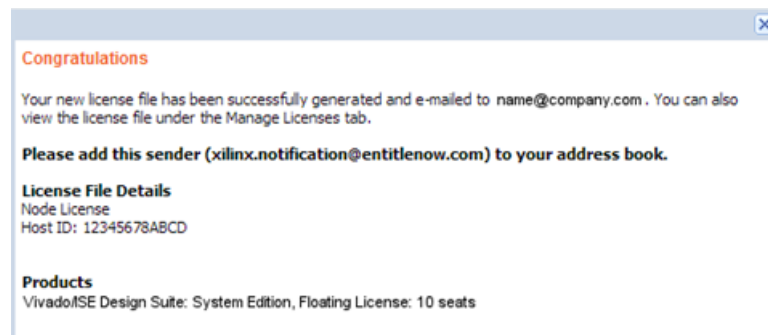 Congratulations
Your new license file has been successfully generated and e-mailed to name@company.com. You can also
view the license file under the Manage Licenses tab.
Please add this sender (xilinx.notification@entitlenow.com) to your address book.
License File Details
Node License
Host ID: 12345678ABCD
Products
Vivado/ISE Design Suite: System Edition, Floating License: 10 seats